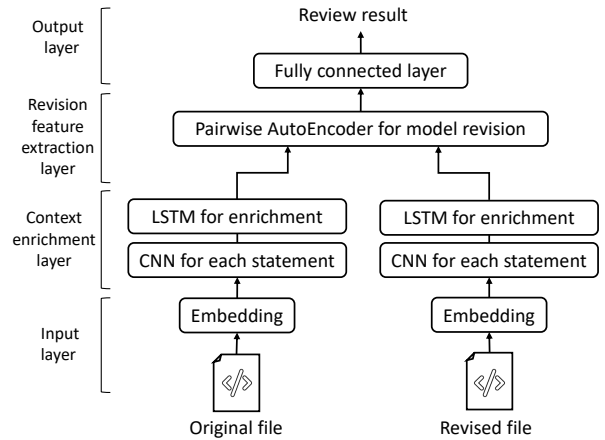 Review result
Output
layer
Fully connected layer
Revision
feature
extraction
layer
Pairwise AutoEncoder for model revision
Context
enrichment
layer
LSTM for enrichment
LSTM for enrichment
CNN for each statement
CNN for each statement
Input
layer
Embedding
Embedding
</>
</>
Original file
Revised file